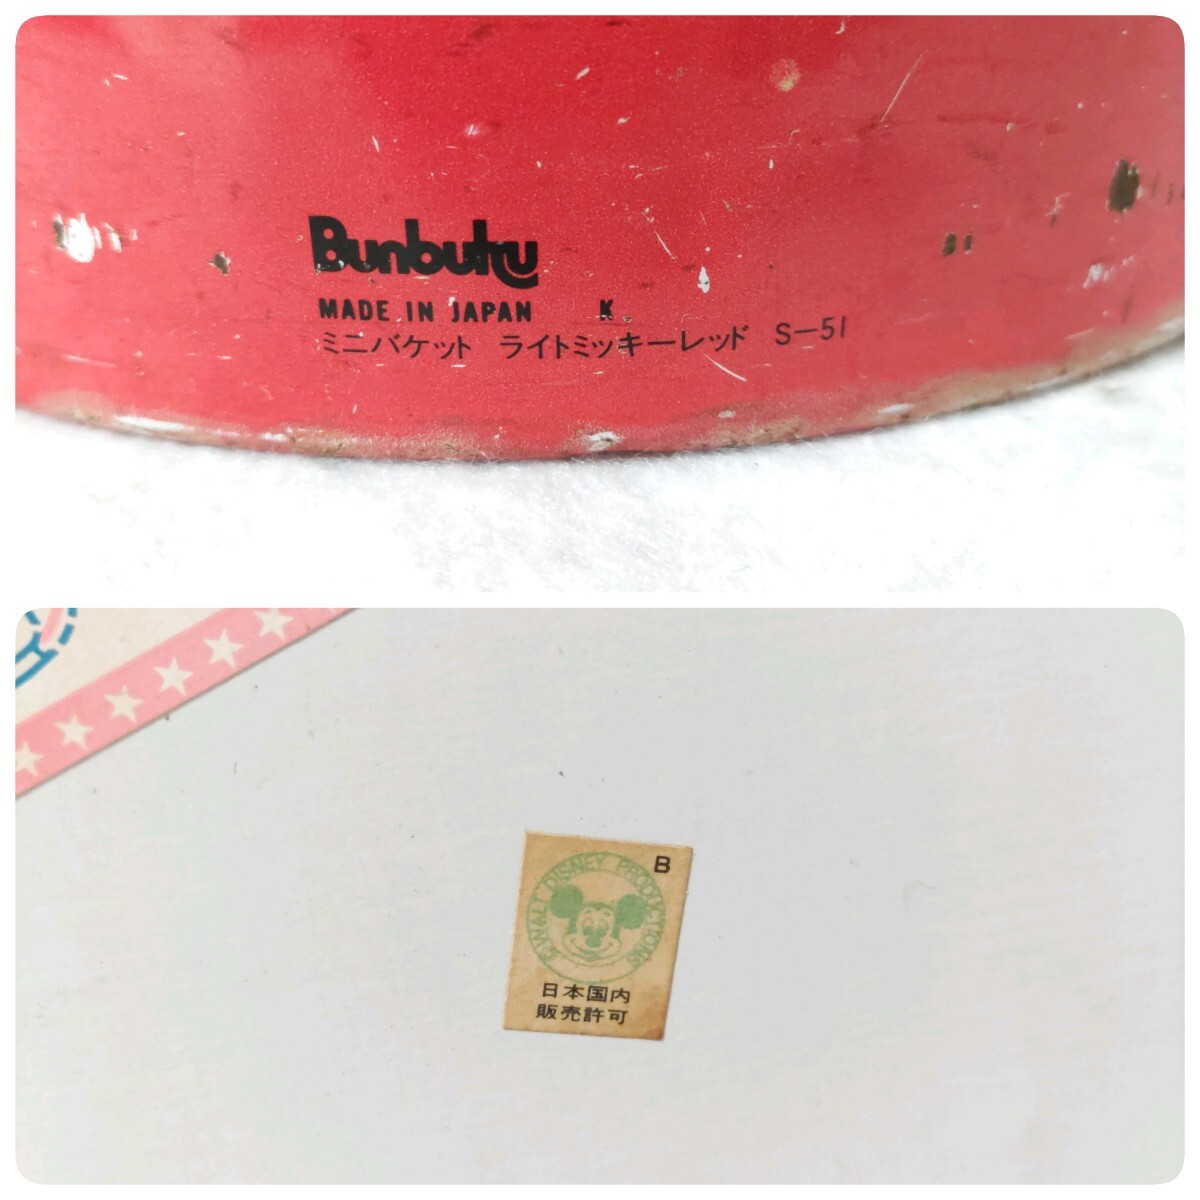 Bunbuku
MADE IN JAPAN K.
ミニバケット ライトミッキーレッド S-51
B
© WALT DISNEY PRODUCTIONS
日本国内
販売許可